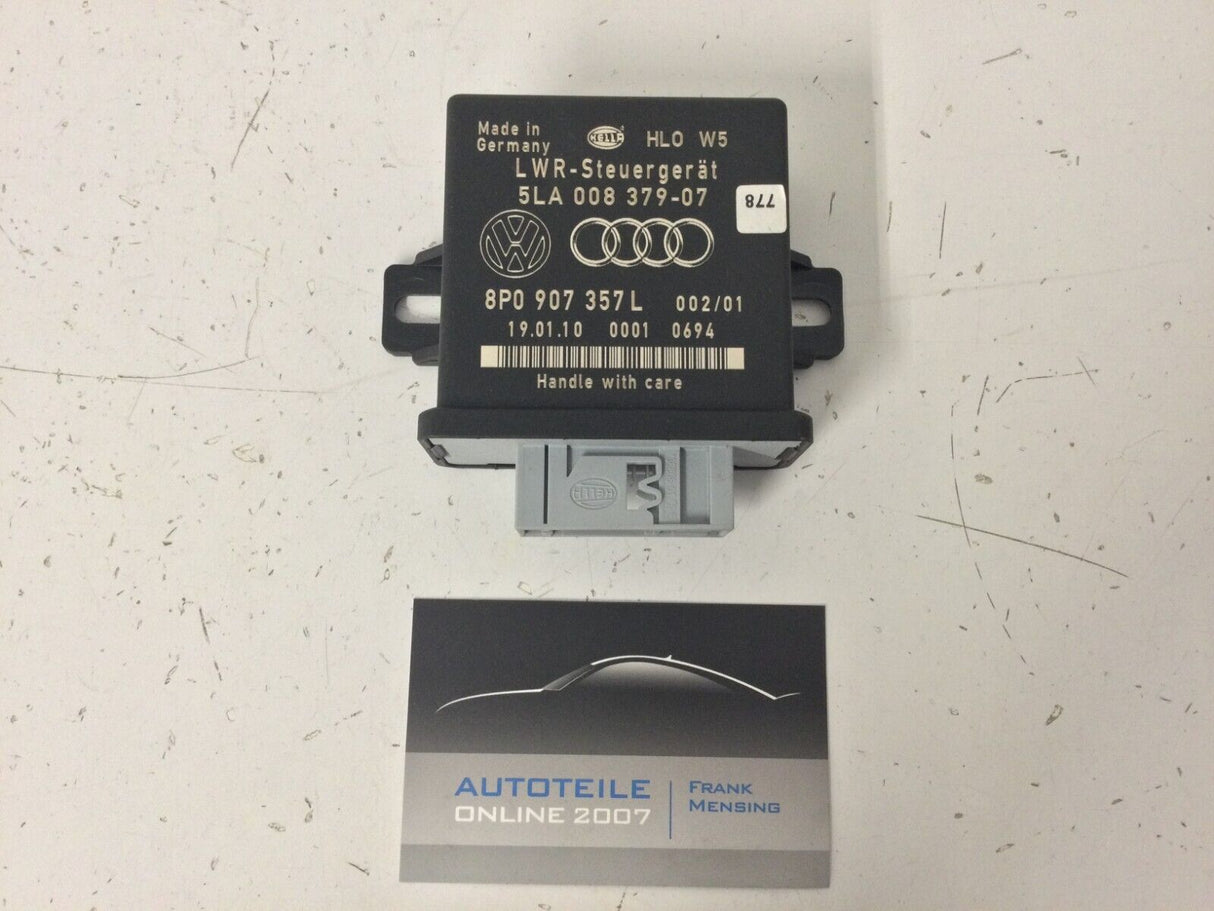 Made in
Germany
HELLA
HLO W5
LWR-Steuergerät
5LA 008 379-07
778
VW
8P0 907 357 L 002/01
19.01.10 0001 0694
Handle with care
HELLA
AUTOTEILE
ONLINE 2007
FRANK
MENSING